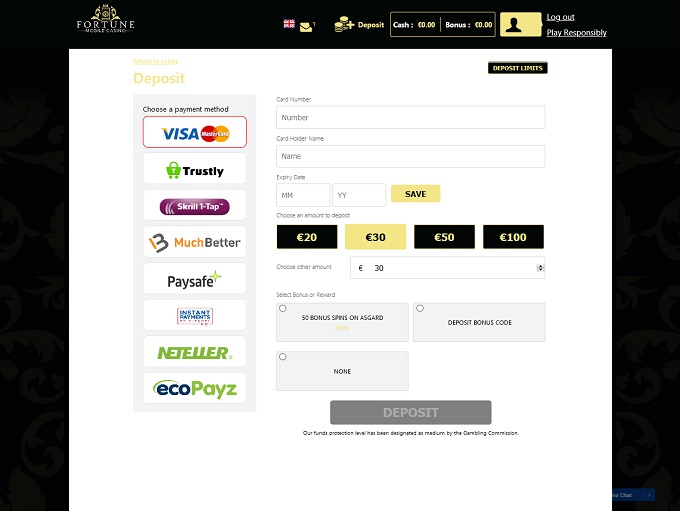 FORTUNE
MOBILE CASINO
1
Deposit
Cash : €0.00 Bonus : €0.00
Log out
Play Responsibly
Return to Lobby
Deposit
DEPOSIT LIMITS
Choose a payment method
VISA MasterCard
Trustly
Skrill 1-Tap™
MuchBetter
Paysafe
INSTANT
PAYMENTS
NETELLER®
ecoPayz
Card Number
Number
Card Holder Name
Name
Expiry Date
MM YY SAVE
Choose an amount to deposit
€20 €30 €50 €100
Choose other amount € 30
Select Bonus or Reward
50 BONUS SPINS ON ASGARD
DEPOSIT BONUS CODE
NONE
DEPOSIT
Our funds protection level has been designated as medium by the Gambling Commission.
Chat